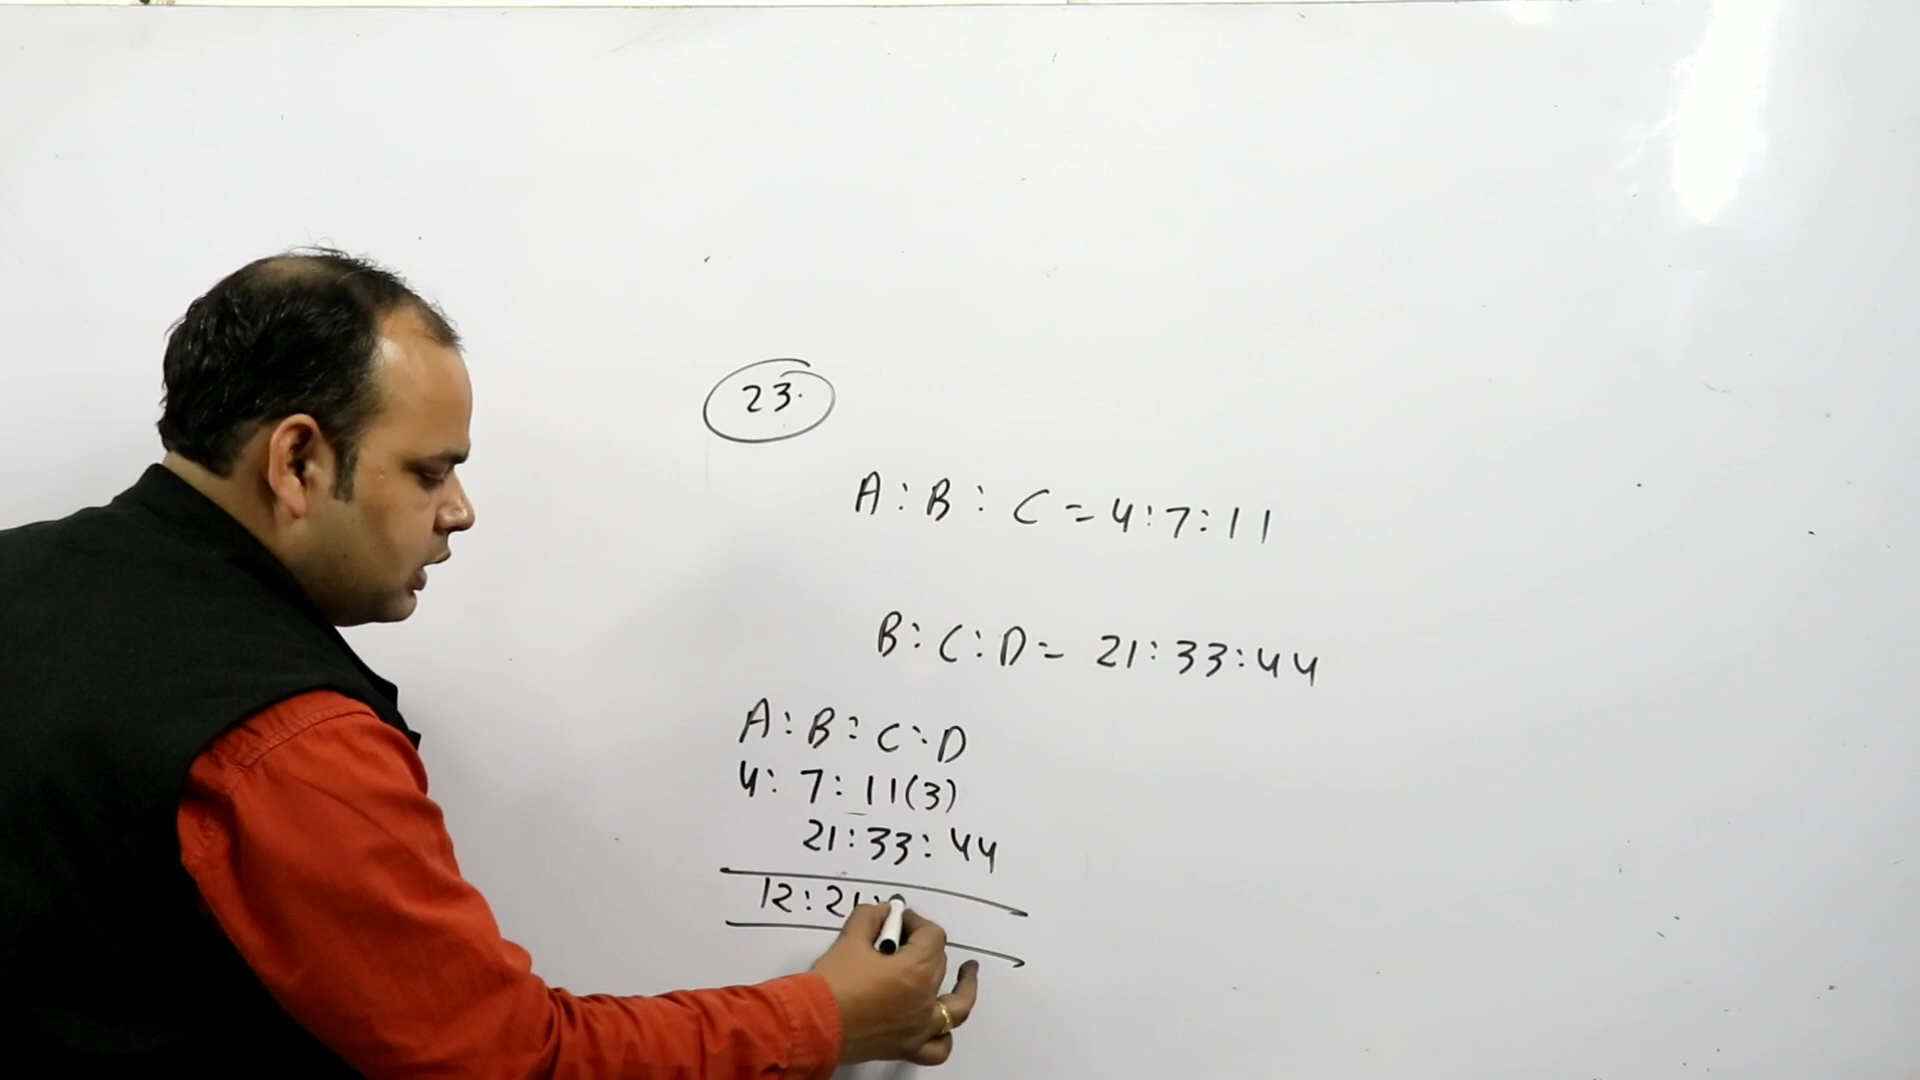 23.
A : B : C = 4 : 7 : 11
B : C : D = 21 : 33 : 44
A : B : C : D
4 : 7 : 11 (3)
21 : 33 : 44
12 : 21 :